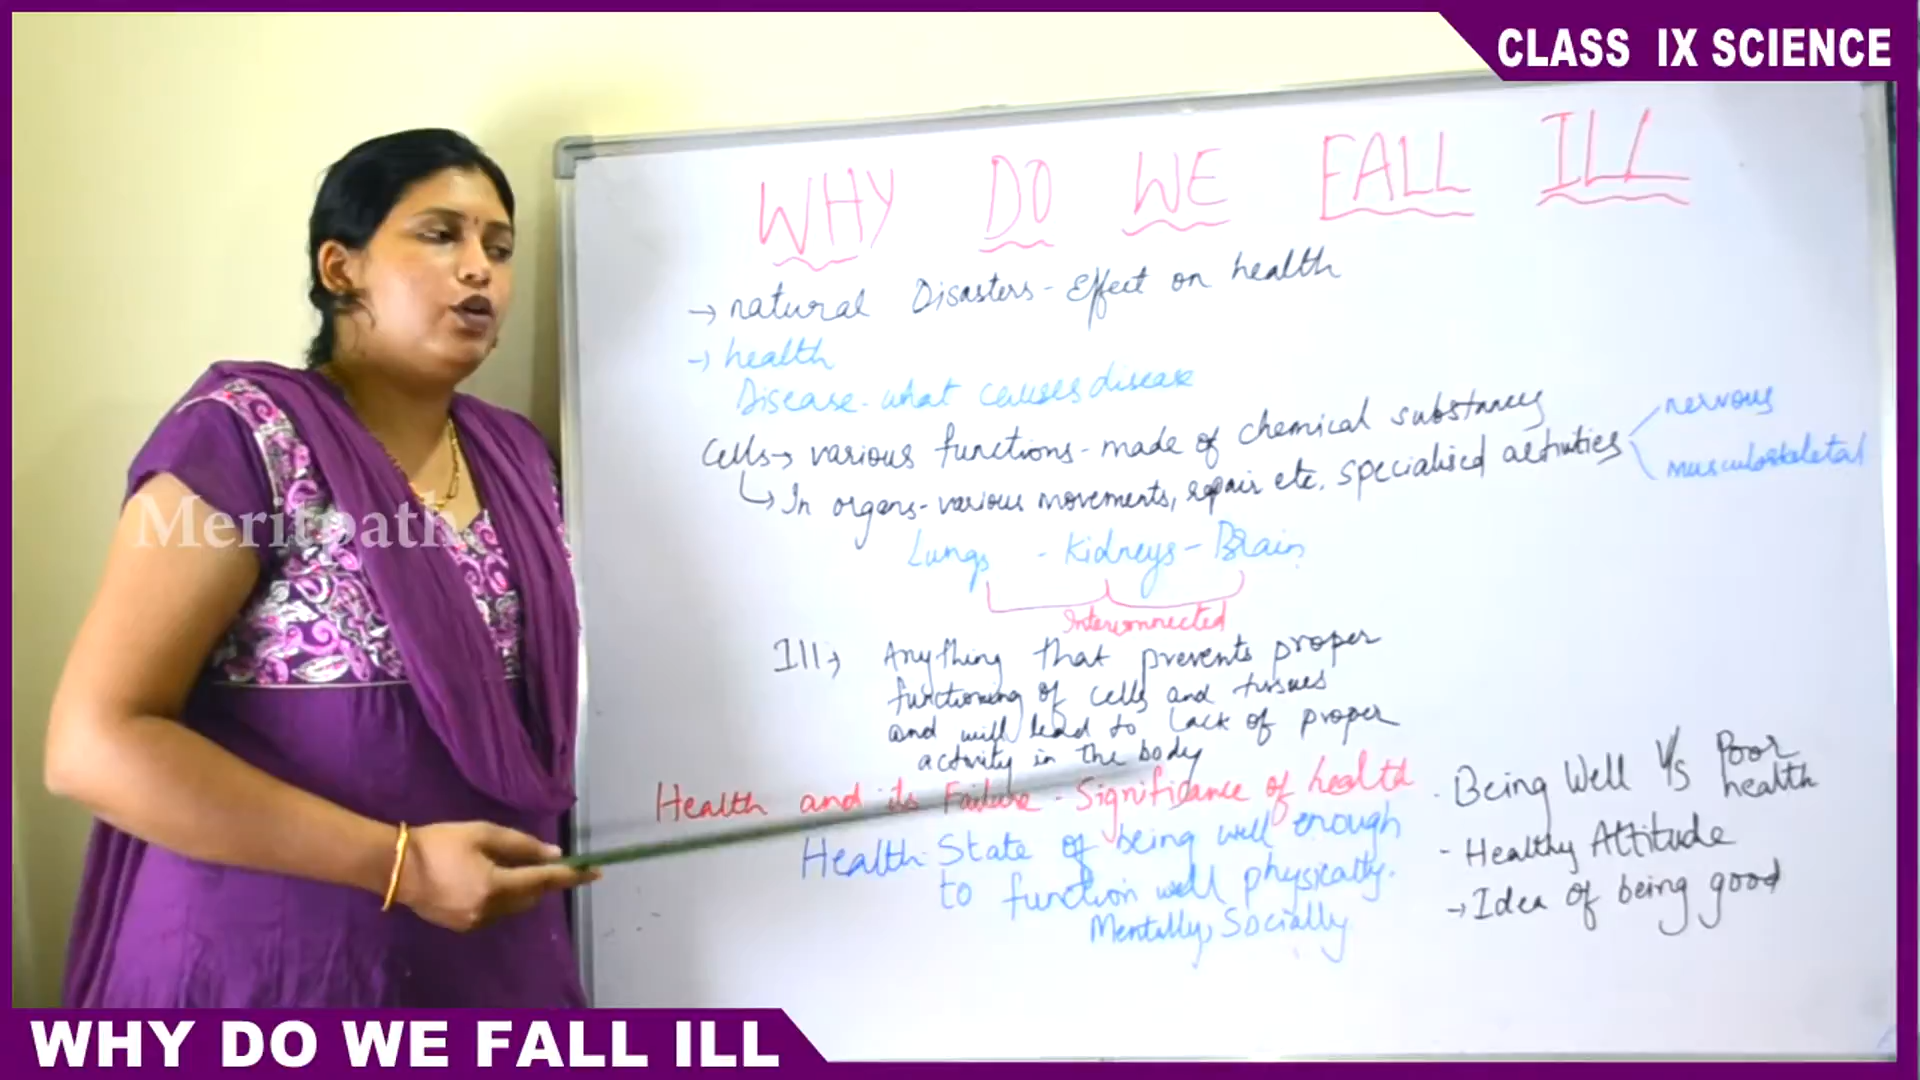 CLASS IX SCIENCE
WHY DO WE FALL ILL
→ natural Disasters - Effect on health
→ health
Disease - what causes disease
Cells → various functions - made of chemical substances
In organs - various movements, repair etc. specialised activities
nervous
musculoskeletal
Lungs - Kidneys - Brain
Interconnected
Ill → Anything that prevents proper
functioning of cells and tissues
and will lead to lack of proper
activity in the body
Health and its Failure - Significance of health
Health: State of being well enough
to function well physically.
Mentally, Socially
- Being Well V/s Poor
health
- Healthy Attitude
→ Idea of being good
Meritpath
WHY DO WE FALL ILL